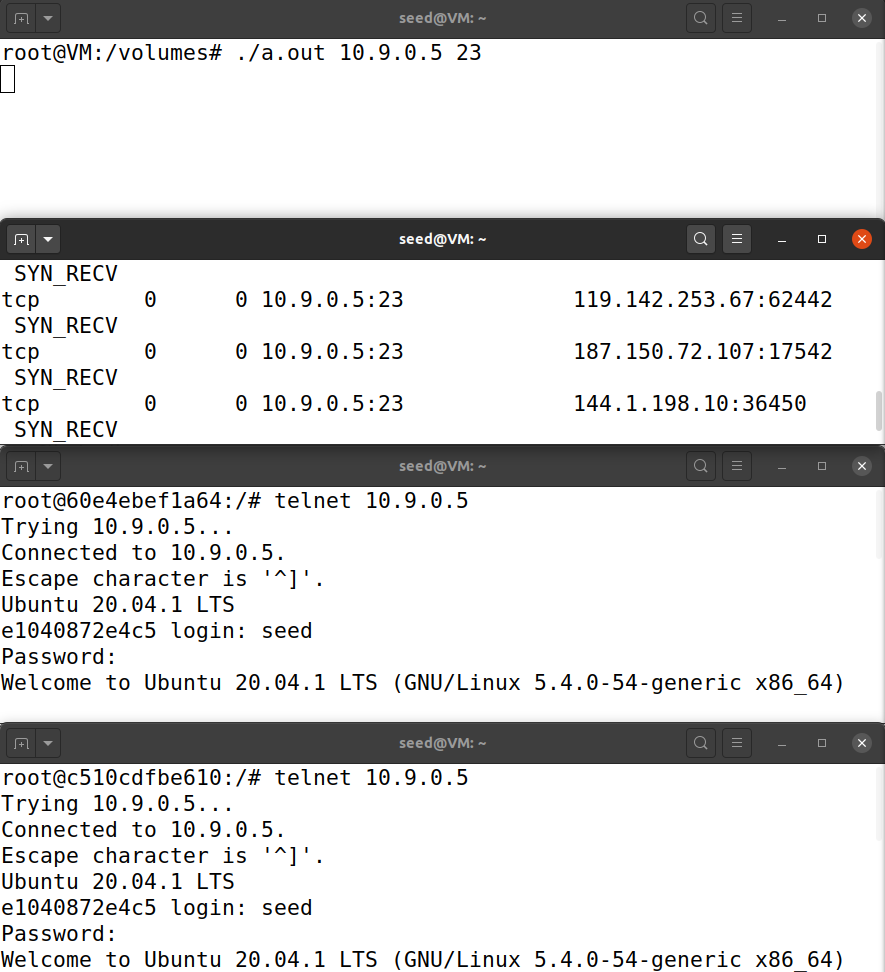 seed@VM: ~
root@VM:/volumes# ./a.out 10.9.0.5 23
seed@VM: ~
SYN_RECV
tcp 0 0 10.9.0.5:23 119.142.253.67:62442
SYN_RECV
tcp 0 0 10.9.0.5:23 187.150.72.107:17542
SYN_RECV
tcp 0 0 10.9.0.5:23 144.1.198.10:36450
SYN_RECV
seed@VM: ~
root@60e4ebef1a64:/# telnet 10.9.0.5
Trying 10.9.0.5...
Connected to 10.9.0.5.
Escape character is '^]'.
Ubuntu 20.04.1 LTS
e1040872e4c5 login: seed
Password:
Welcome to Ubuntu 20.04.1 LTS (GNU/Linux 5.4.0-54-generic x86_64)
seed@VM: ~
root@c510cdfbe610:/# telnet 10.9.0.5
Trying 10.9.0.5...
Connected to 10.9.0.5.
Escape character is '^]'.
Ubuntu 20.04.1 LTS
e1040872e4c5 login: seed
Password:
Welcome to Ubuntu 20.04.1 LTS (GNU/Linux 5.4.0-54-generic x86_64)